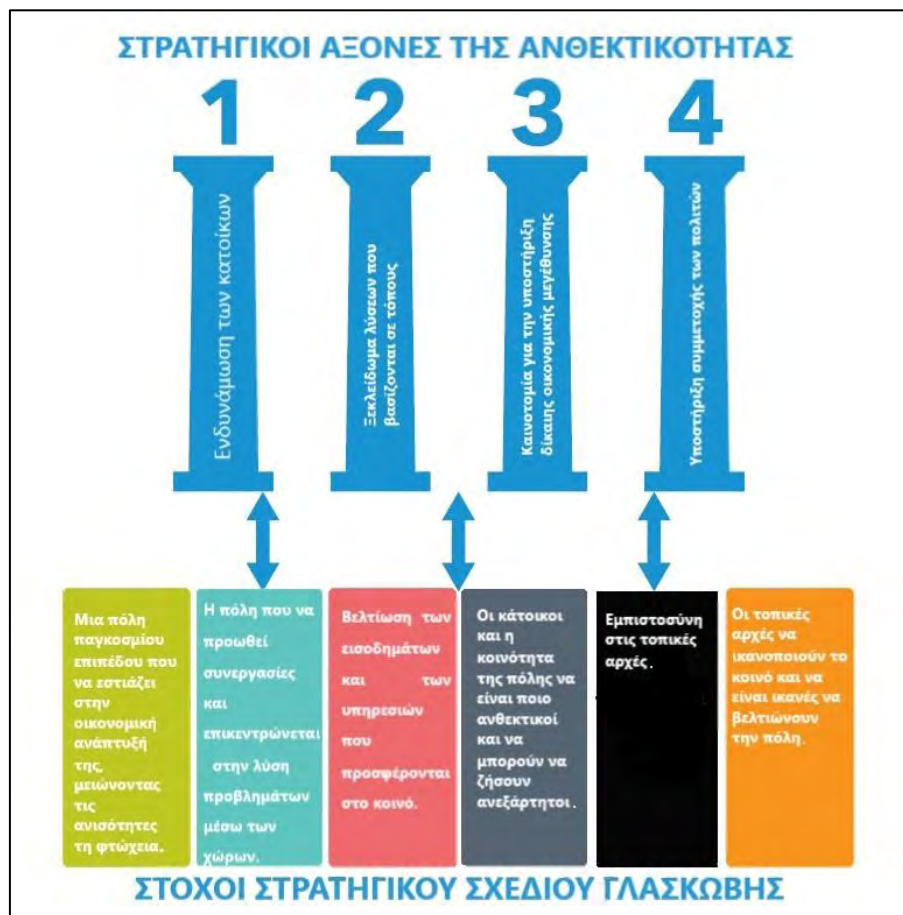 ΣΤΡΑΤΗΓΙΚΟΙ ΑΞΟΝΕΣ ΤΗΣ ΑΝΘΕΚΤΙΚΟΤΗΤΑΣ
1
2
3
4
Ενδυνάμωση των κατοίκων
Ξεκλείδωμα λύσεων που
βασίζονται σε τόπους
Καινοτομία για την υποστήριξη
δίκαιης οικονομικής μεγέθυνσης
Υποστήριξη συμμετοχής των πολιτών
Μια πόλη
παγκοσμίου
επιπέδου που
να εστιάζει
στην
οικονομική
ανάπτυξή
της,
μειώνοντας
τις
ανισότητες
τη φτώχεια.
Η πόλη που να
προωθεί
συνεργασίες
και
επικεντρώνεται
στην λύση
προβλημάτων
μέσω των
χώρων.
Βελτίωση των
εισοδημάτων
και των
υπηρεσιών
που
προσφέρονται
στο κοινό.
Οι κάτοικοι
και η
κοινότητα
της πόλης να
είναι ποιο
ανθεκτικοί
και να
μπορούν να
ζήσουν
ανεξάρτητοι.
Εμπιστοσύνη
στις τοπικές
αρχές.
Οι τοπικές
αρχές να
ικανοποιούν το
κοινό και να
είναι ικανές να
βελτιώνσυν
την πόλη.
ΣΤΟΧΟΙ ΣΤΡΑΤΗΓΙΚΟΥ ΣΧΕΔΙΟΥ ΓΛΑΣΚΩΒΗΣ